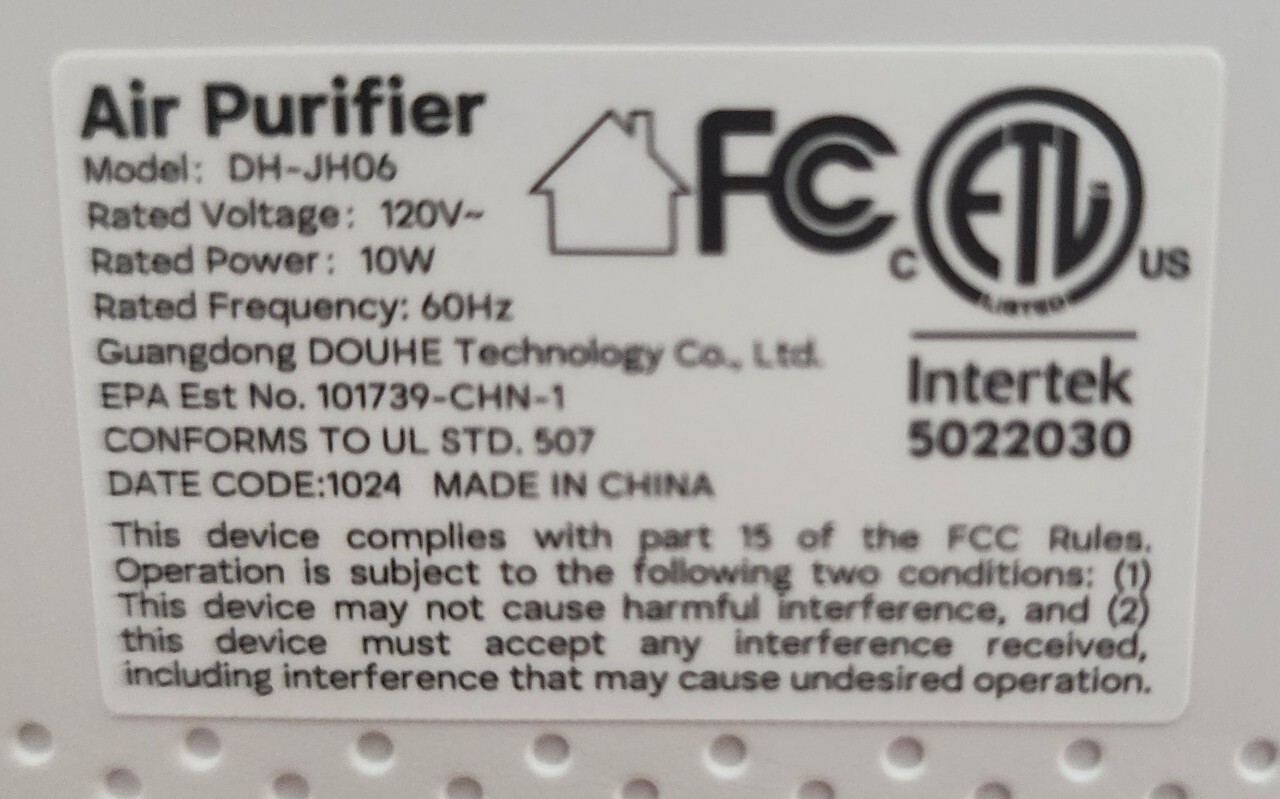 Air Purifier
Model: DH-JH06
Rated Voltage: 120V~
Rated Power: 10W
Rated Frequency: 60Hz
Guangdong DOUHE Technology Co., Ltd.
EPA Est No. 101739-CHN-1
CONFORMS TO UL STD. 507
DATE CODE:1024 MADE IN CHINA
FC
C ETL US
LISTED
Intertek
5022030
This device complies with part 15 of the FCC Rules.
Operation is subject to the following two conditions: (1)
This device may not cause harmful interference, and (2)
this device must accept any interference received,
including interference that may cause undesired operation.